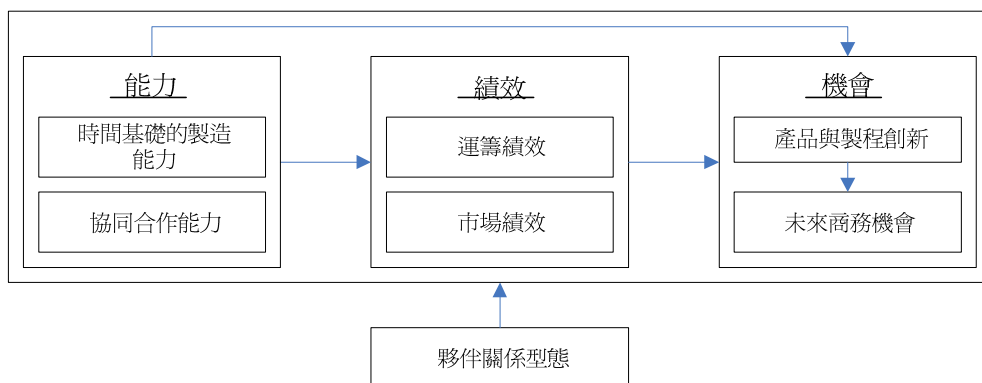 能力
時間基礎的製造
能力
協同合作能力
績效
運籌績效
市場績效
機會
產品與製程創新
未來商務機會
夥伴關係型態